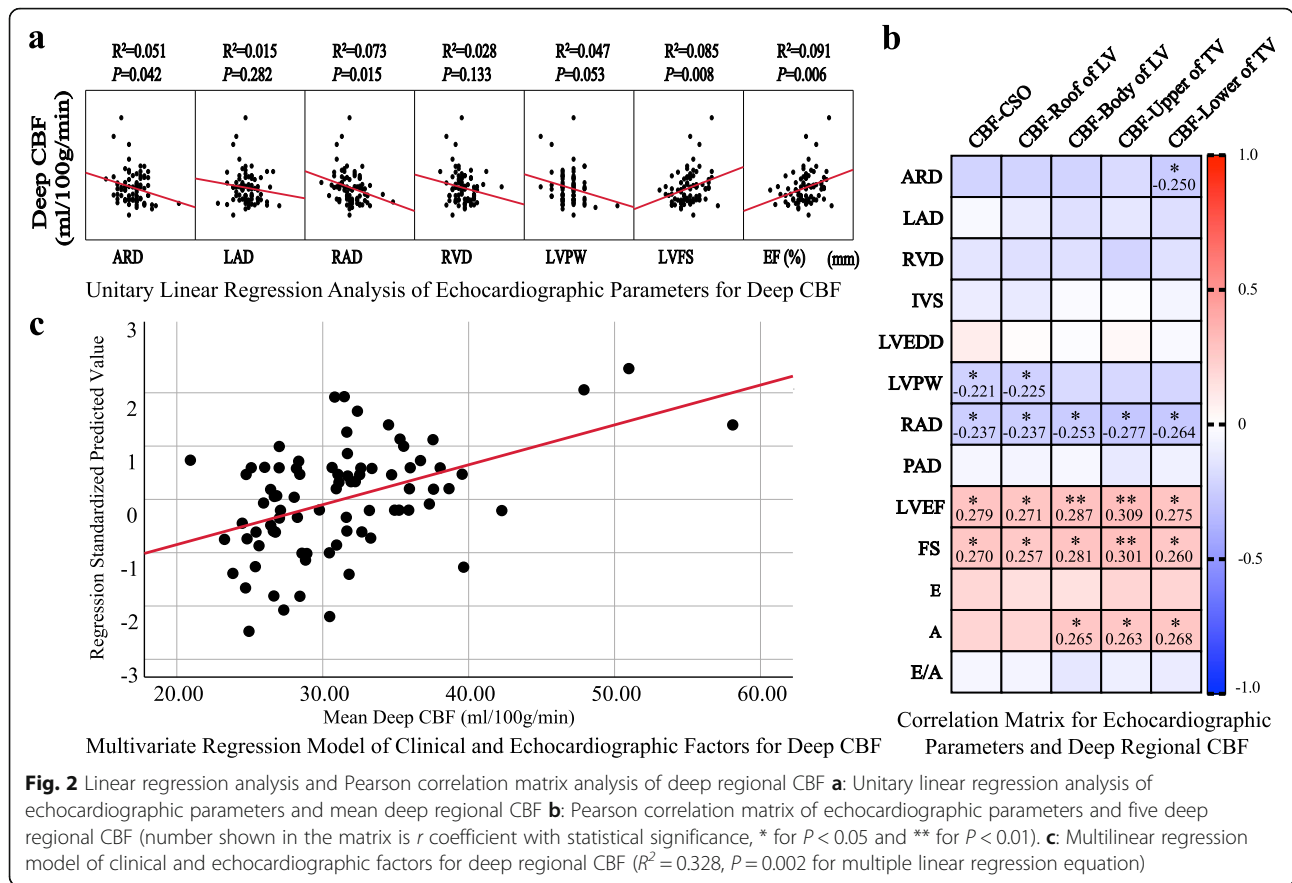 a
R²=0.051 R²=0.015 R²=0.073 R²=0.028 R²=0.047 R²=0.085 R²=0.091
P=0.042 P=0.282 P=0.015 P=0.133 P=0.053 P=0.008 P=0.006
Deep CBF
(ml/100g/min)
ARD LAD RAD RVD LVPW LVFS EF (%) (mm)
Unitary Linear Regression Analysis of Echocardiographic Parameters for Deep CBF
b
CBF-CSO
CBF-Roof of LV
CBF-Body of LV
CBF-Upper of TV
CBF-Lower of TV
ARD * -0.250
LAD
RVD
IVS
LVEDD
LVPW * -0.221 * -0.225
RAD * -0.237 * -0.237 * -0.253 * -0.277 * -0.264
PAD
LVEF * 0.279 * 0.271 ** 0.287 ** 0.309 * 0.275
FS * 0.270 * 0.257 * 0.281 ** 0.301 * 0.260
E
A * 0.265 * 0.263 * 0.268
E/A
1.0
0.5
0
-0.5
-1.0
Correlation Matrix for Echocardiographic
Parameters and Deep Regional CBF
c
Regression Standardized Predicted Value
3
2
1
0
-1
-2
-3
20.00 30.00 40.00 50.00 60.00
Mean Deep CBF (ml/100g/min)
Multivariate Regression Model of Clinical and Echocardiographic Factors for Deep CBF
Fig. 2 Linear regression analysis and Pearson correlation matrix analysis of deep regional CBF a: Unitary linear regression analysis of
echocardiographic parameters and mean deep regional CBF b: Pearson correlation matrix of echocardiographic parameters and five deep
regional CBF (number shown in the matrix is r coefficient with statistical significance, * for P < 0.05 and ** for P < 0.01). c: Multilinear regression
model of clinical and echocardiographic factors for deep regional CBF (R² = 0.328, P = 0.002 for multiple linear regression equation)